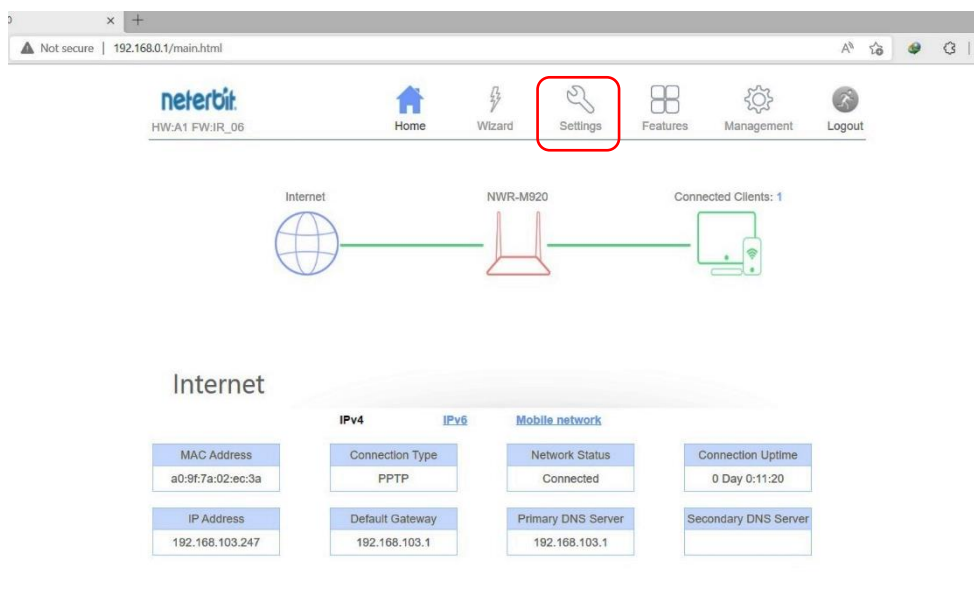 Not secure | 192.168.0.1/main.html
neterbit.
HW:A1 FW:IR_06
Home Wizard Settings Features Management Logout
Internet NWR-M920 Connected Clients: 1
Internet
IPv4 IPv6 Mobile network
MAC Address Connection Type Network Status Connection Uptime
a0:9f:7a:02:ec:3a PPTP Connected 0 Day 0:11:20
IP Address Default Gateway Primary DNS Server Secondary DNS Server
192.168.103.247 192.168.103.1 192.168.103.1